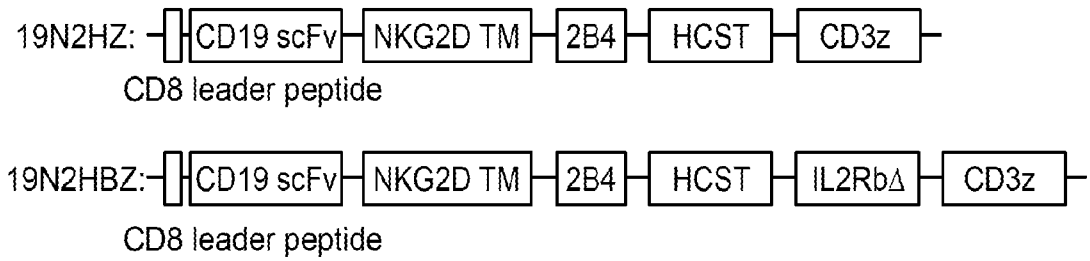 19N2HZ: CD19 scFv NKG2D TM 2B4 HCST CD3z
CD8 leader peptide
19N2HBZ: CD19 scFv NKG2D TM 2B4 HCST IL2RbΔ CD3z
CD8 leader peptide